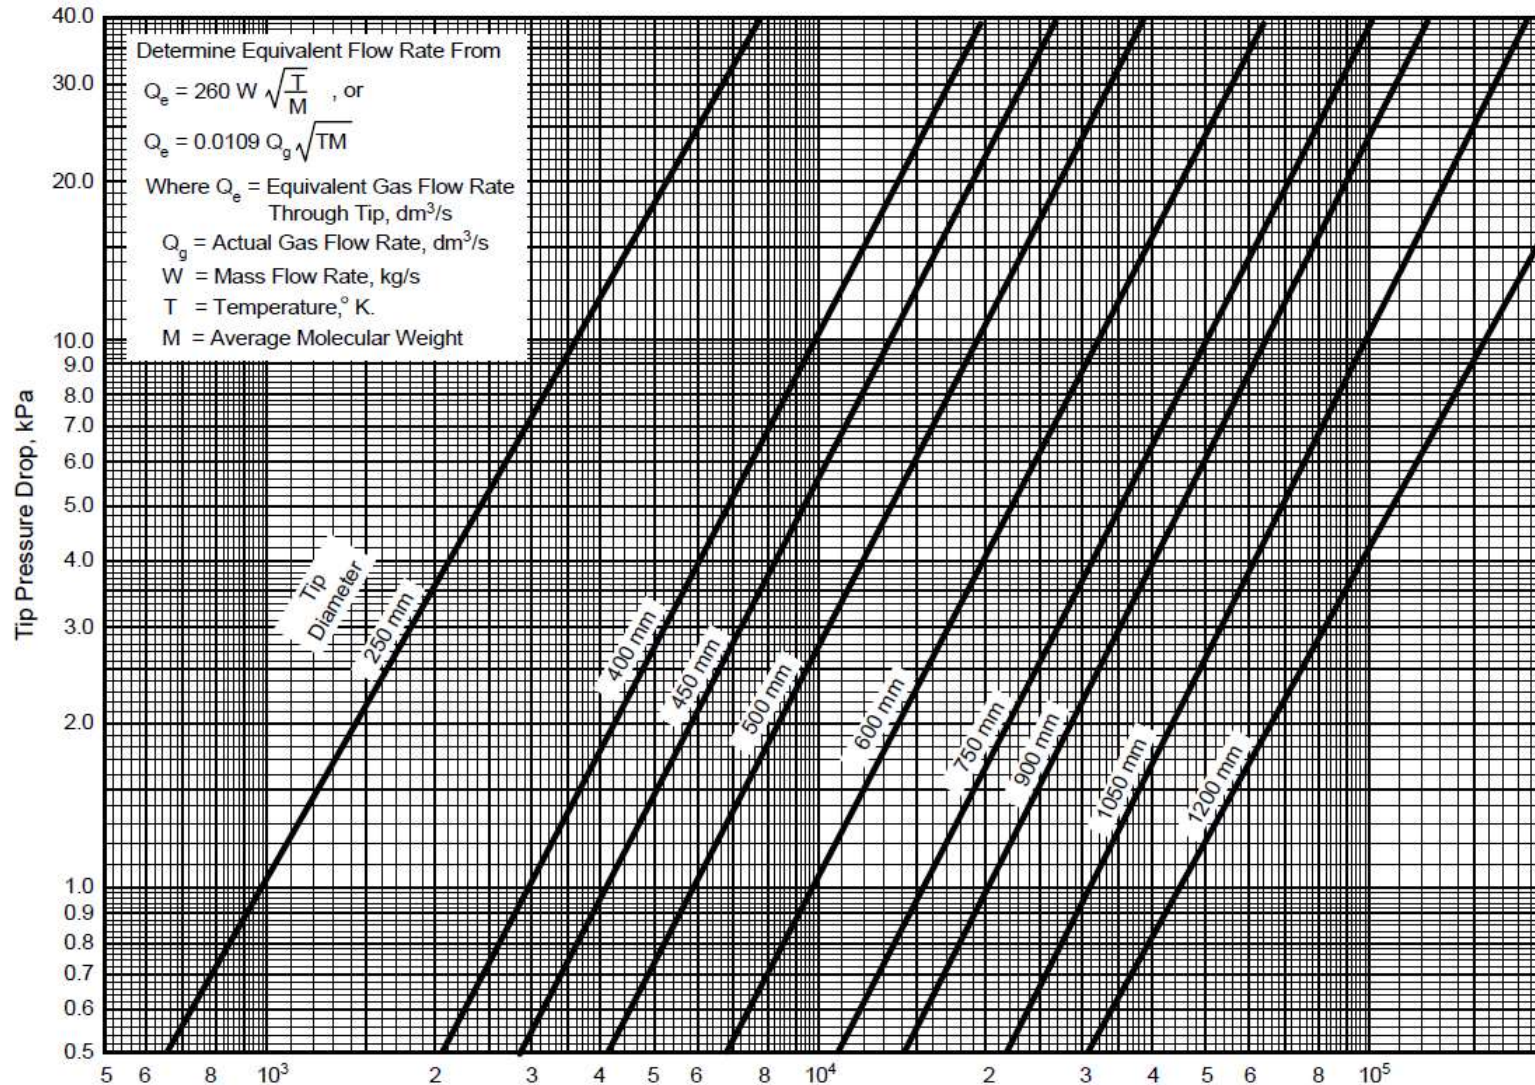 40.0
30.0
20.0
10.0
9.0
8.0
7.0
6.0
5.0
4.0
3.0
2.0
1.0
0.9
0.8
0.7
0.6
0.5
Tip Pressure Drop, kPa
Determine Equivalent Flow Rate From
Qₑ = 260 W √(T/M) , or
Qₑ = 0.0109 Q_g √TM
Where Qₑ = Equivalent Gas Flow Rate
Through Tip, dm³/s
Q_g = Actual Gas Flow Rate, dm³/s
W = Mass Flow Rate, kg/s
T = Temperature,° K.
M = Average Molecular Weight
Tip
Diameter
250 mm
400 mm
450 mm
500 mm
600 mm
750 mm
900 mm
1050 mm
1200 mm
5 6 8 10³ 2 3 4 5 6 8 10⁴ 2 3 4 5 6 8 10⁵